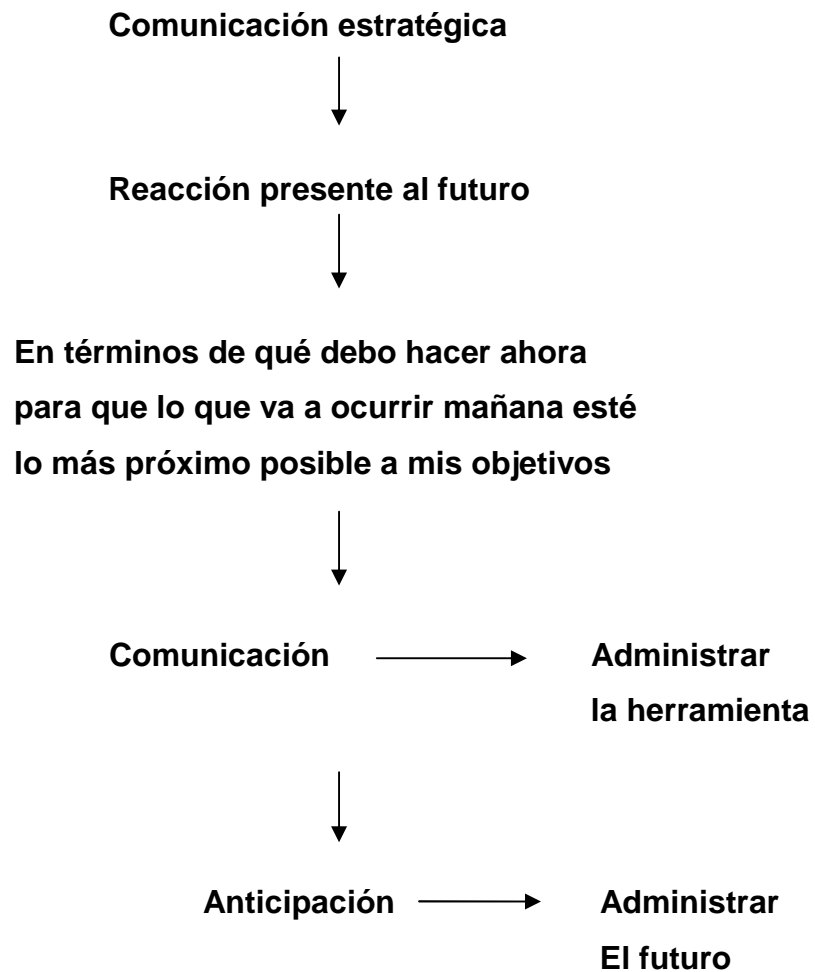 Comunicación estratégica
Reacción presente al futuro
En términos de qué debo hacer ahora
para que lo que va a ocurrir mañana esté
lo más próximo posible a mis objetivos
Comunicación
Administrar
la herramienta
Anticipación
Administrar
El futuro